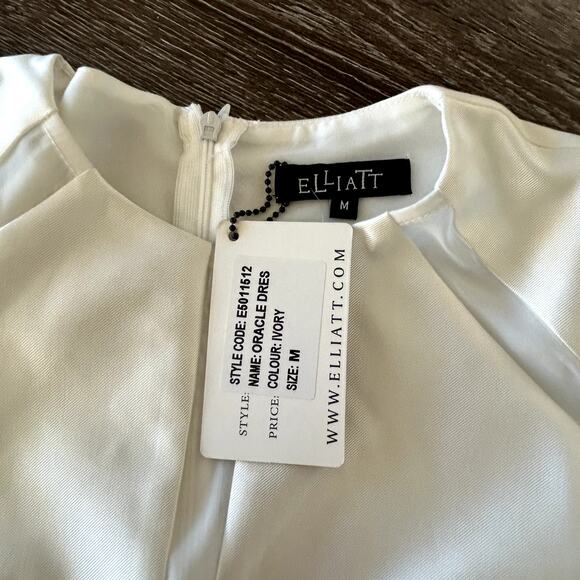 ELLIATT
M
STYLE CODE: E5011512
NAME: ORACLE DRES
COLOUR: IVORY
SIZE: M
STYLE:
PRICE:
WWW.ELLIATT.COM